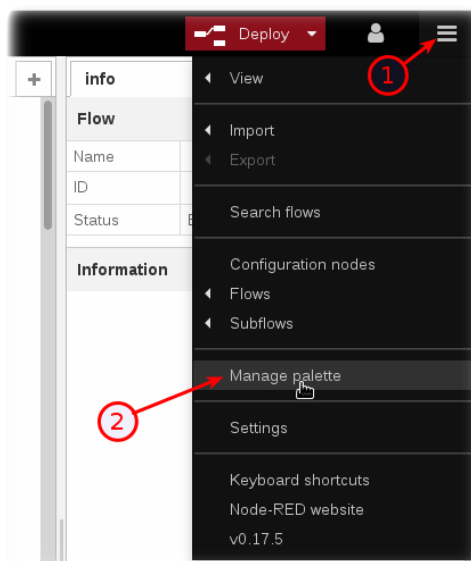 Deploy
1
+
info
View
Flow
Name
Import
ID
Export
Status
E
Search flows
Information
Configuration nodes
Flows
Subflows
Manage palette
2
Settings
Keyboard shortcuts
Node-RED website
v0.17.5